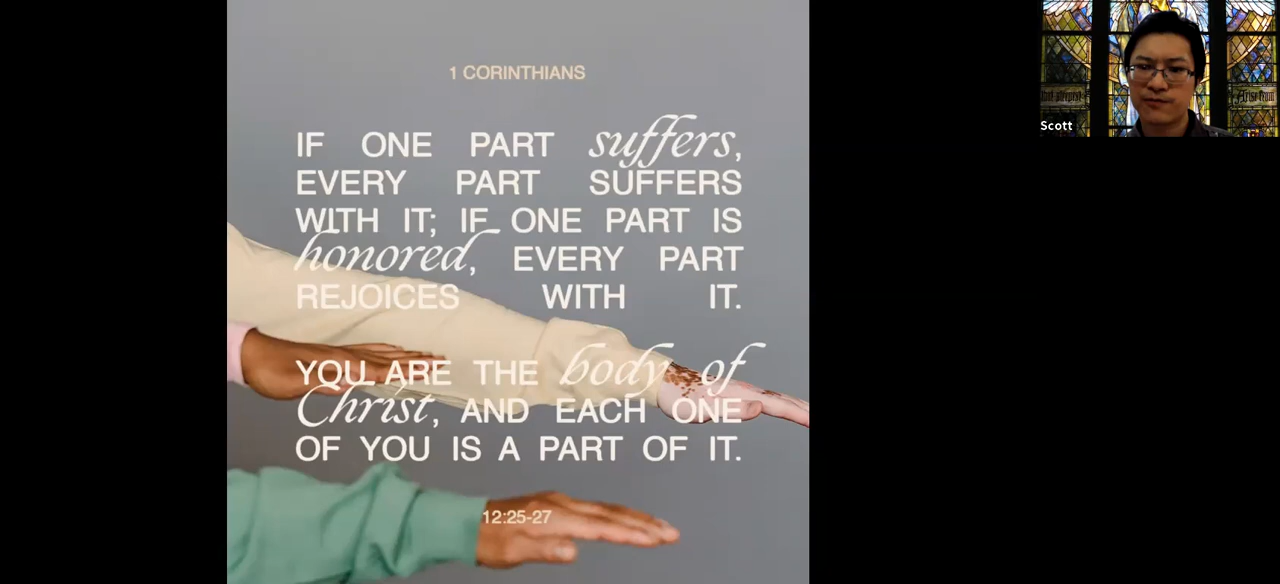 1 CORINTHIANS
IF ONE PART suffers,
EVERY PART SUFFERS
WITH IT; IF ONE PART IS
honored, EVERY PART
REJOICES WITH IT.
YOU ARE THE body of
Christ, AND EACH ONE
OF YOU IS A PART OF IT.
12:25-27
Scott